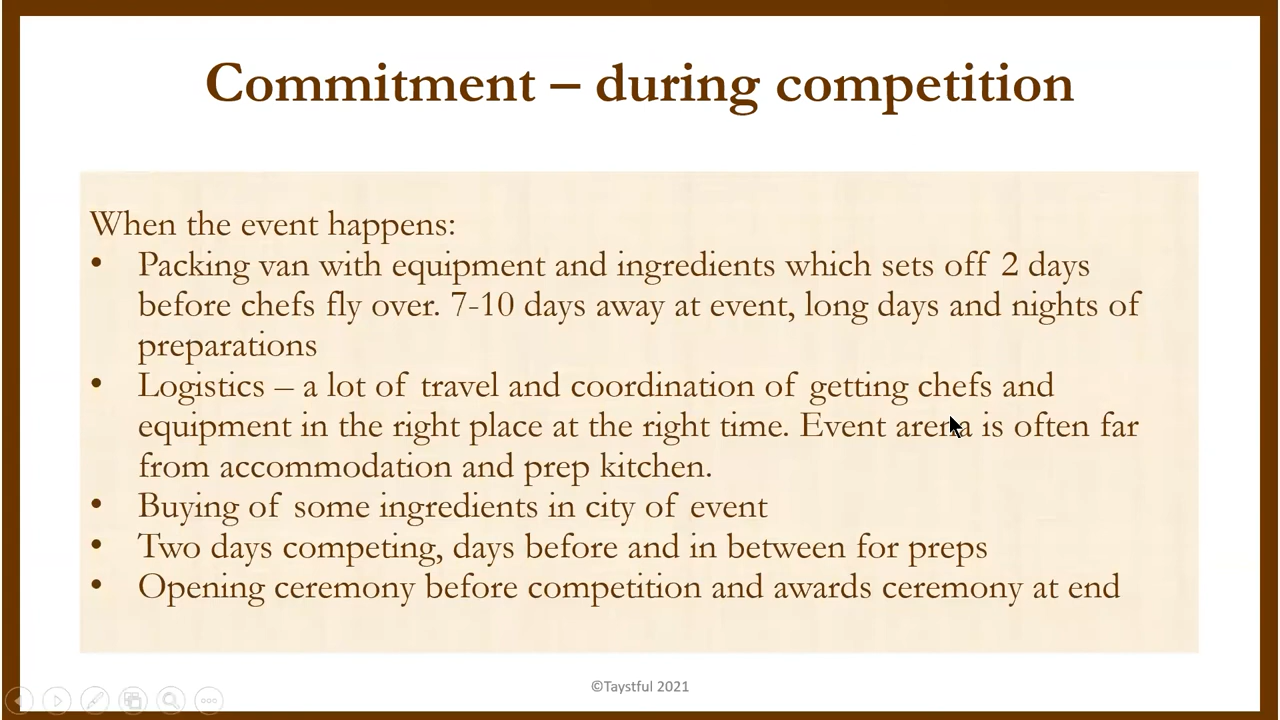 Commitment – during competition
When the event happens:
• Packing van with equipment and ingredients which sets off 2 days
before chefs fly over. 7-10 days away at event, long days and nights of
preparations
• Logistics – a lot of travel and coordination of getting chefs and
equipment in the right place at the right time. Event arena is often far
from accommodation and prep kitchen.
• Buying of some ingredients in city of event
• Two days competing, days before and in between for preps
• Opening ceremony before competition and awards ceremony at end
©Taystful 2021